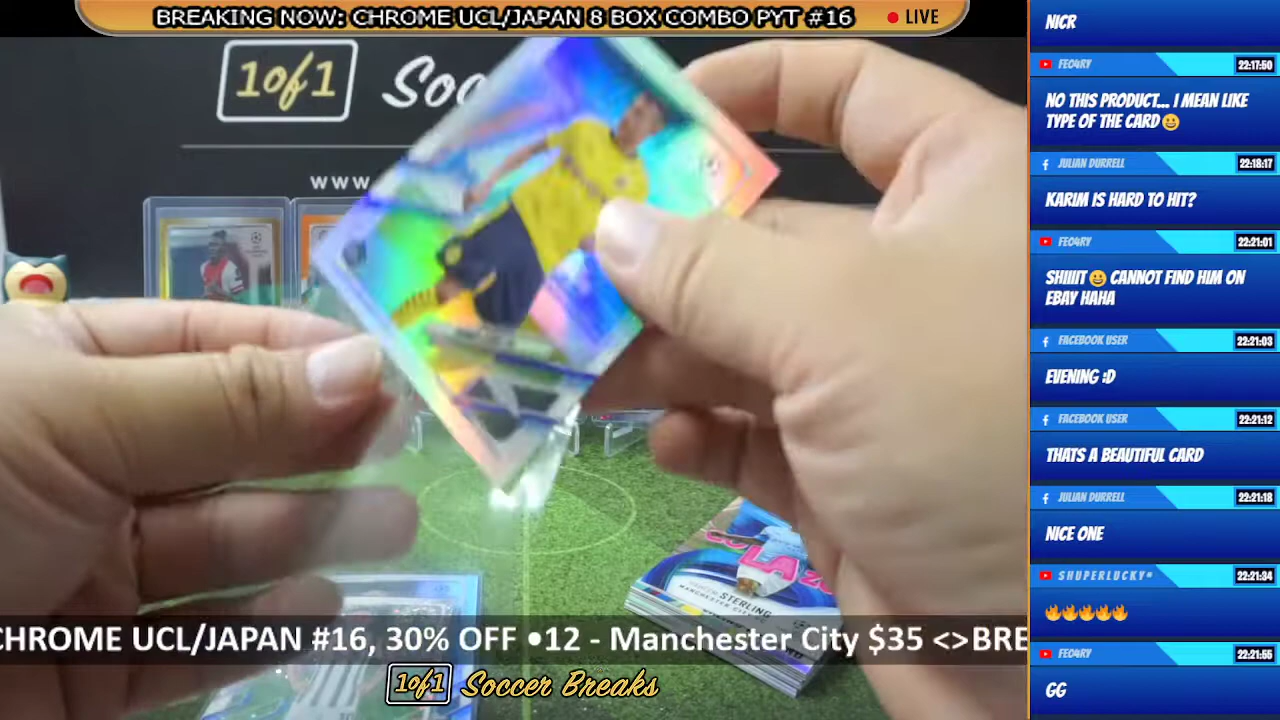 BREAKING NOW: CHROME UCL/JAPAN 8 BOX COMBO PYT #16
LIVE
1of1
Soc
www.
STERLING
MANCHESTER CITY
CHROME UCL/JAPAN #16, 30% OFF •12 - Manchester City $35 <>BRE
1of1 Soccer Breaks
NICR
FEO4RY 22:17:50
NO THIS PRODUCT... I MEAN LIKE
TYPE OF THE CARD😀
JULIAN DURRELL 22:18:17
KARIM IS HARD TO HIT?
FEO4RY 22:21:01
SHIIIIT😀 CANNOT FIND HIM ON
EBAY HAHA
FACEBOOK USER 22:21:03
EVENING :D
FACEBOOK USER 22:21:12
THATS A BEAUTIFUL CARD
JULIAN DURRELL 22:21:18
NICE ONE
SHUPERLUCKY® 22:21:34
🔥🔥🔥🔥🔥
FEO4RY 22:21:55
GG